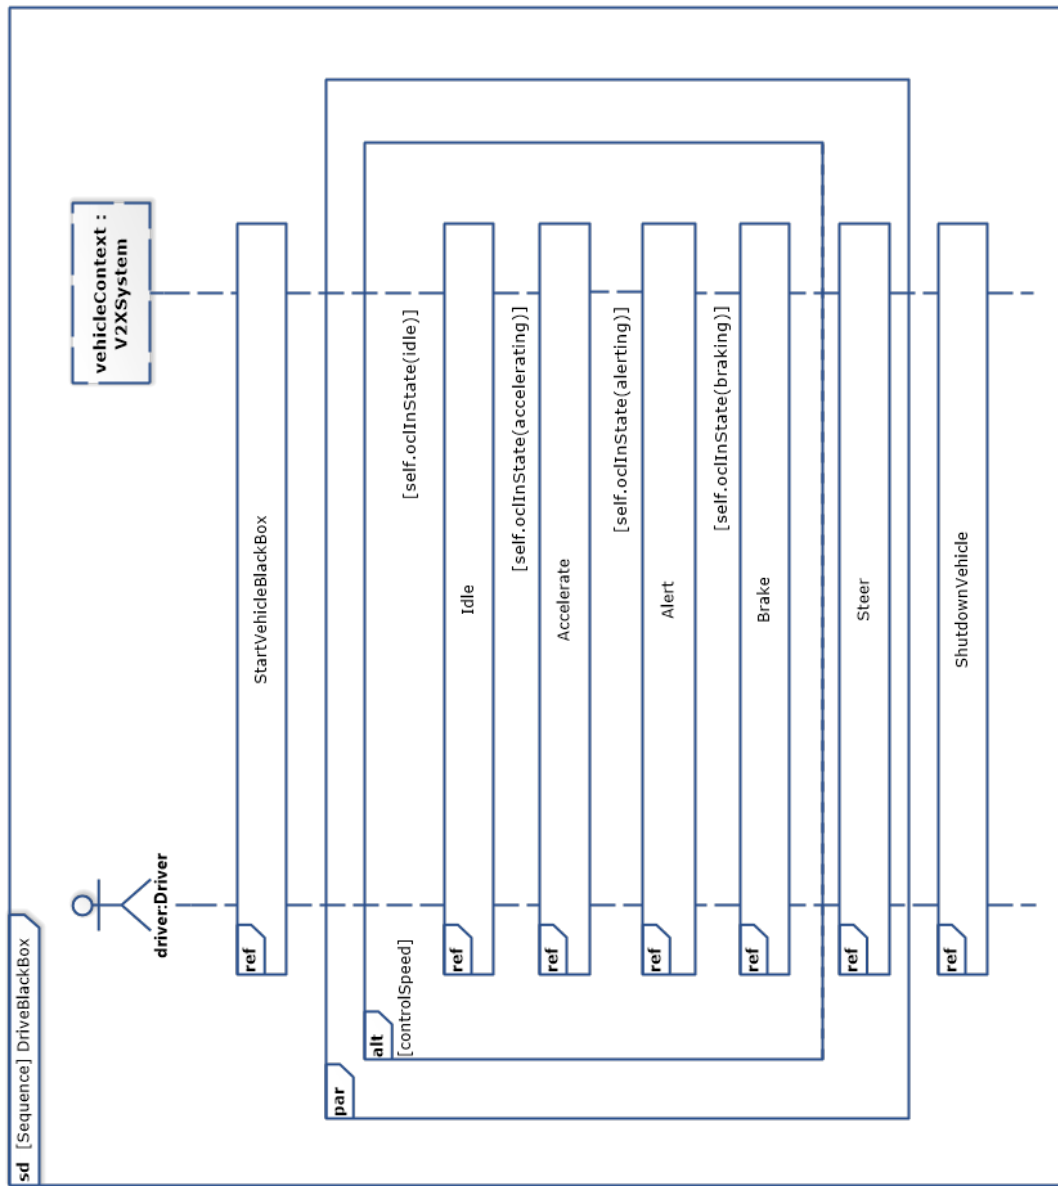 sd [Sequence] DriveBlackBox
driver:Driver
vehicleContext :
V2XSystem
ref
StartVehicleBlackBox
par
alt
[controlSpeed]
[self.oclInState(idle)]
ref
Idle
[self.oclInState(accelerating)]
ref
Accelerate
[self.oclInState(alerting)]
ref
Alert
[self.oclInState(braking)]
ref
Brake
ref
Steer
ref
ShutdownVehicle